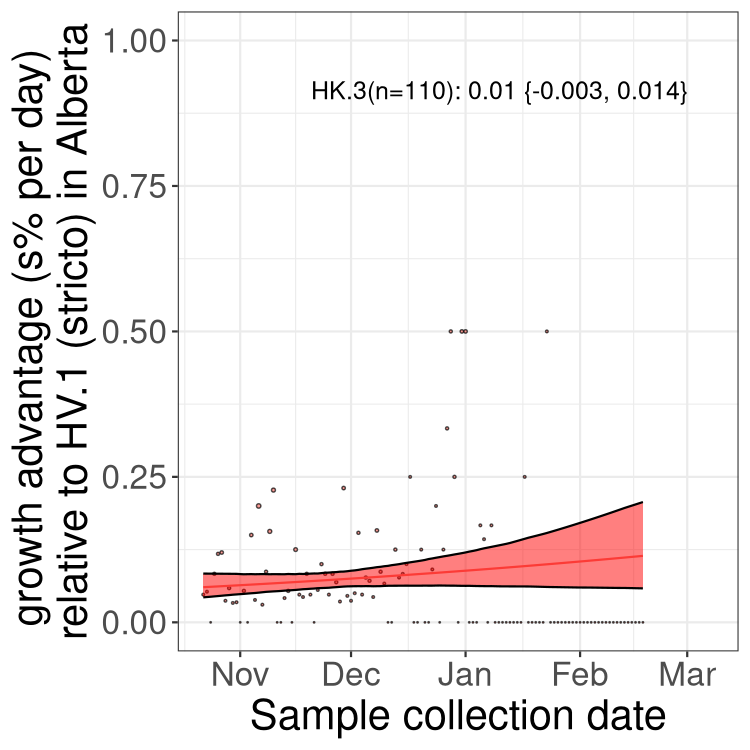 growth advantage (s% per day)
relative to HV.1 (stricto) in Alberta
1.00
0.75
0.50
0.25
0.00
HK.3(n=110): 0.01 {-0.003, 0.014}
Nov Dec Jan Feb Mar
Sample collection date